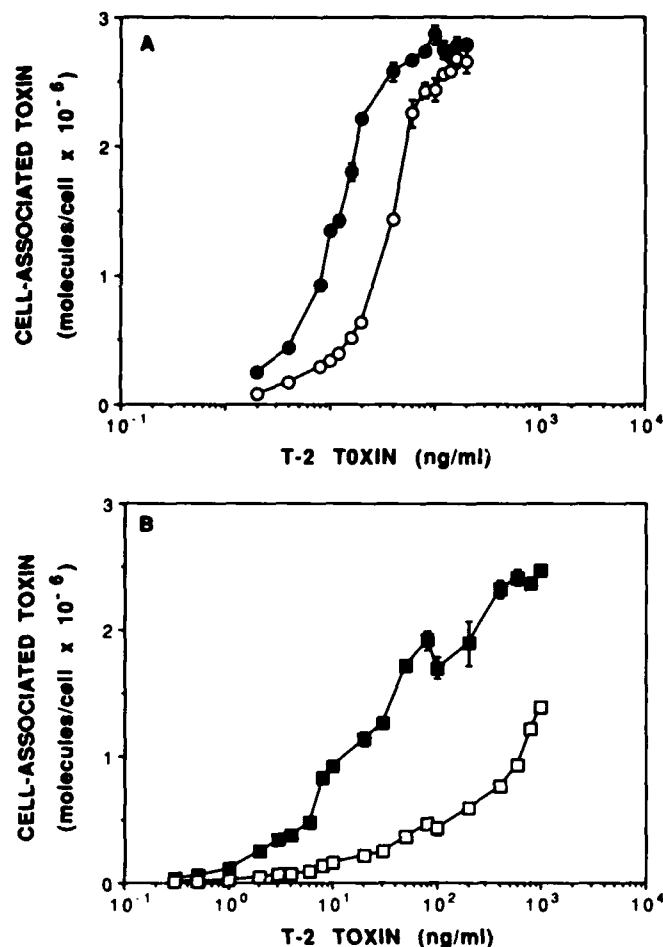 A
CELL-ASSOCIATED TOXIN
(molecules/cell x 10⁻⁶)
3
2
1
0
10⁻¹ 10³ 10⁴
T-2 TOXIN (ng/ml)
B
CELL-ASSOCIATED TOXIN
(molecules/cell x 10⁻⁶)
3
2
1
0
10⁻¹ 10⁰ 10¹ 10² 10³ 10⁴
T-2 TOXIN (ng/ml)